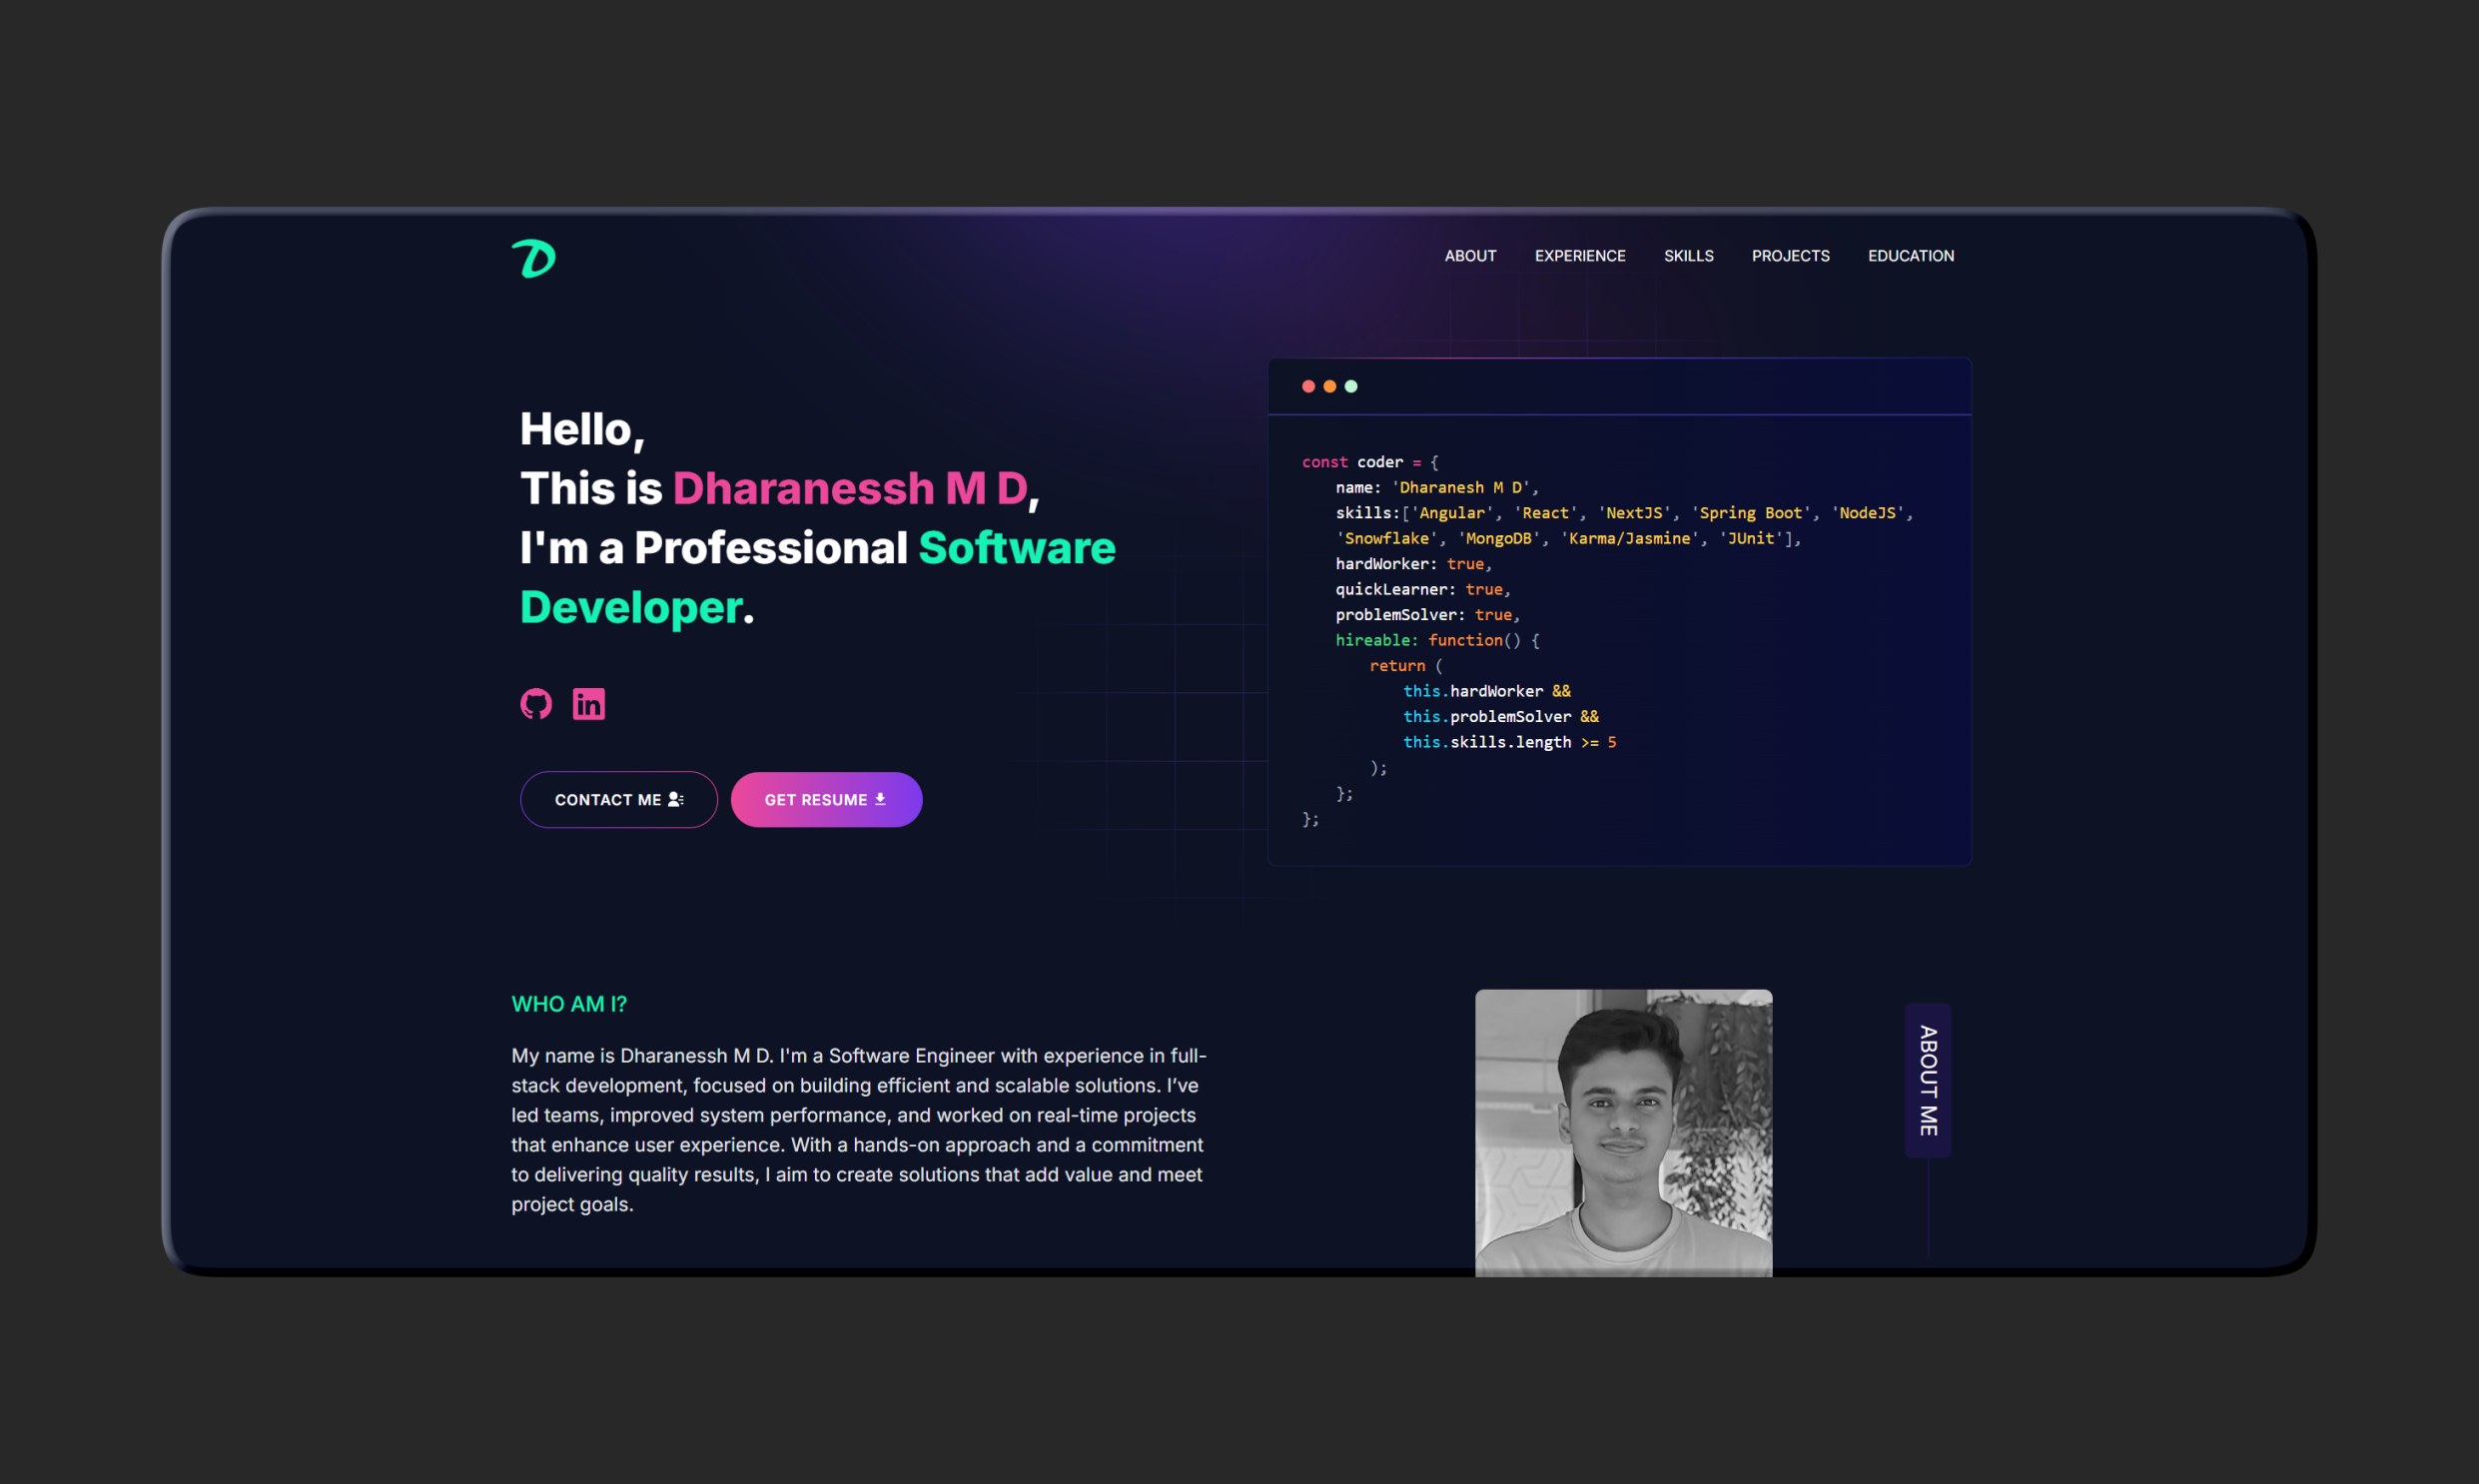 D
ABOUT EXPERIENCE SKILLS PROJECTS EDUCATION
Hello,
This is Dharanessh M D,
I'm a Professional Software
Developer.
CONTACT ME
GET RESUME
const coder = {
name: 'Dharanesh M D',
skills:['Angular', 'React', 'NextJS', 'Spring Boot', 'NodeJS',
'Snowflake', 'MongoDB', 'Karma/Jasmine', 'JUnit'],
hardWorker: true,
quickLearner: true,
problemSolver: true,
hireable: function() {
return (
this.hardWorker &&
this.problemSolver &&
this.skills.length >= 5
);
};
};
WHO AM I?
My name is Dharanessh M D. I'm a Software Engineer with experience in full-
stack development, focused on building efficient and scalable solutions. I’ve
led teams, improved system performance, and worked on real-time projects
that enhance user experience. With a hands-on approach and a commitment
to delivering quality results, I aim to create solutions that add value and meet
project goals.
ABOUT ME